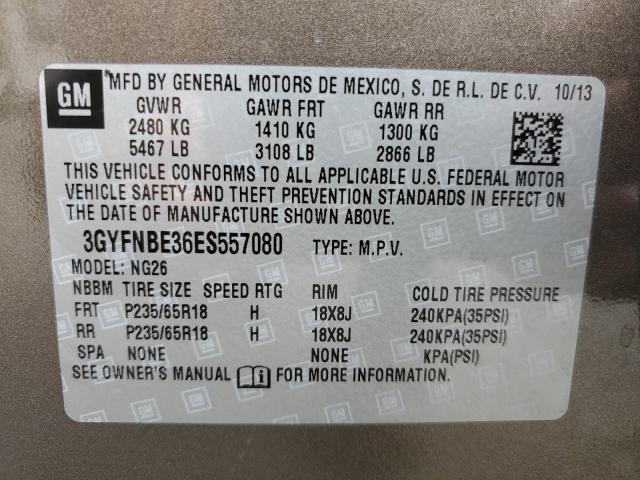 GM MFD BY GENERAL MOTORS DE MEXICO, S. DE R.L. DE C.V. 10/13
GVWR GAWR FRT GAWR RR
2480 KG 1410 KG 1300 KG
5467 LB 3108 LB 2866 LB
THIS VEHICLE CONFORMS TO ALL APPLICABLE U.S. FEDERAL MOTOR
VEHICLE SAFETY AND THEFT PREVENTION STANDARDS IN EFFECT ON
THE DATE OF MANUFACTURE SHOWN ABOVE.
3GYFNBE36ES557080 TYPE: M.P.V.
MODEL: NG26
NBBM TIRE SIZE SPEED RTG RIM COLD TIRE PRESSURE
FRT P235/65R18 H 18X8J 240KPA(35PSI)
RR P235/65R18 H 18X8J 240KPA(35PSI)
SPA NONE NONE KPA(PSI)
SEE OWNER'S MANUAL FOR MORE INFORMATION.